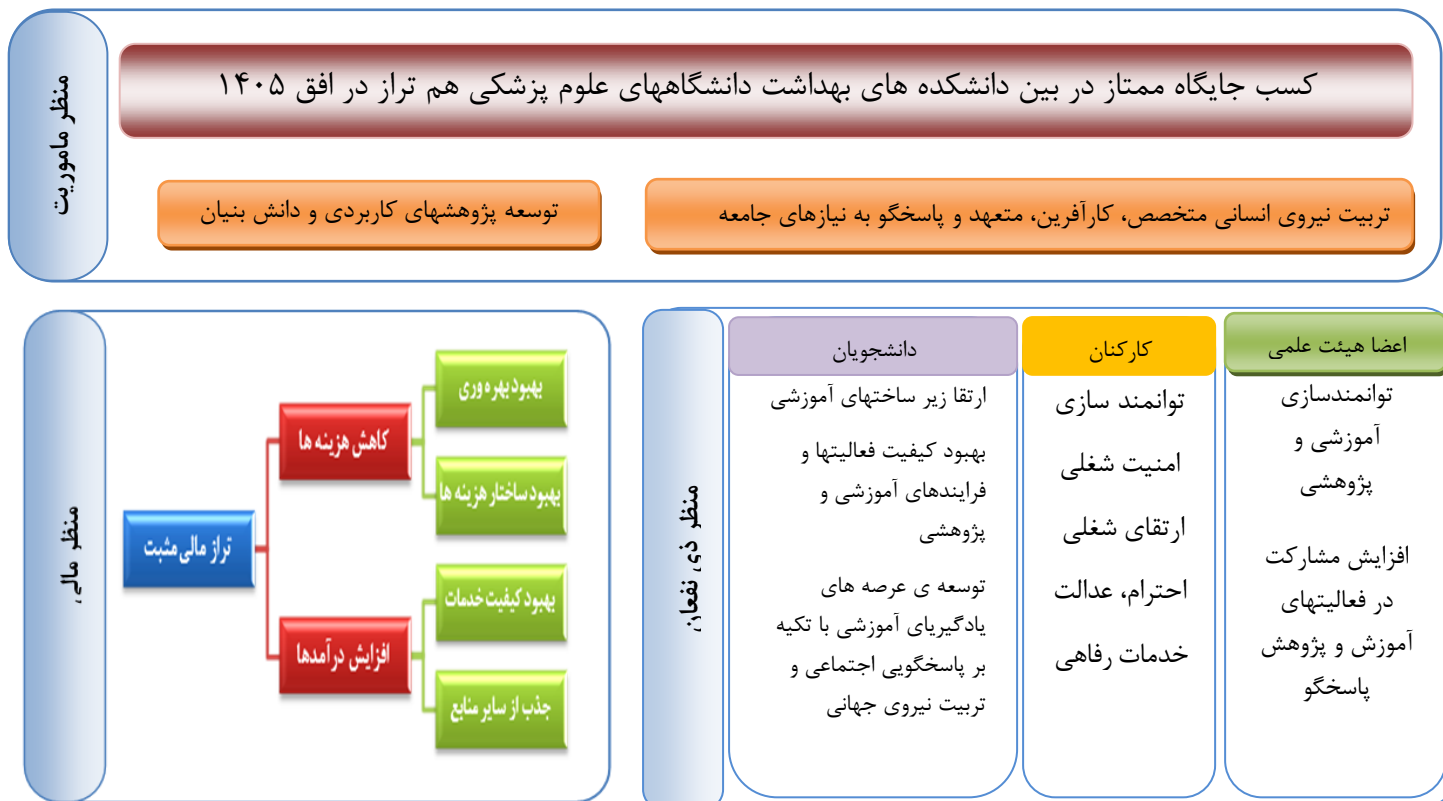 منظر ماموریت
کسب جایگاه ممتاز در بین دانشکده های بهداشت دانشگاههای علوم پزشکی هم تراز در افق ۱۴۰۵
تربیت نیروی انسانی متخصص، کارآفرین، متعهد و پاسخگو به نیازهای جامعه
توسعه پژوهشهای کاربردی و دانش بنیان
اعضا هیئت علمی
توانمندسازی
آموزشی و
پژوهشی
افزایش مشارکت
در فعالیتهای
آموزش و پژوهش
پاسخگو
کارکنان
توانمند سازی
امنیت شغلی
ارتقای شغلی
احترام، عدالت
خدمات رفاهی
دانشجویان
ارتقا زیر ساختهای آموزشی
بهبود کیفیت فعالیتها و
فرایندهای آموزشی و
پژوهشی
توسعه ی عرصه های
یادگیریای آموزشی با تکیه
بر پاسخگویی اجتماعی و
تربیت نیروی جهانی
منظر ذی نفعان
بهبود بهره وری
کاهش هزینه ها
بهبود ساختار هزینه ها
تراز مالی مثبت
بهبود کیفیت خدمات
افزایش درآمدها
جذب از سایر منابع
منظر مالی